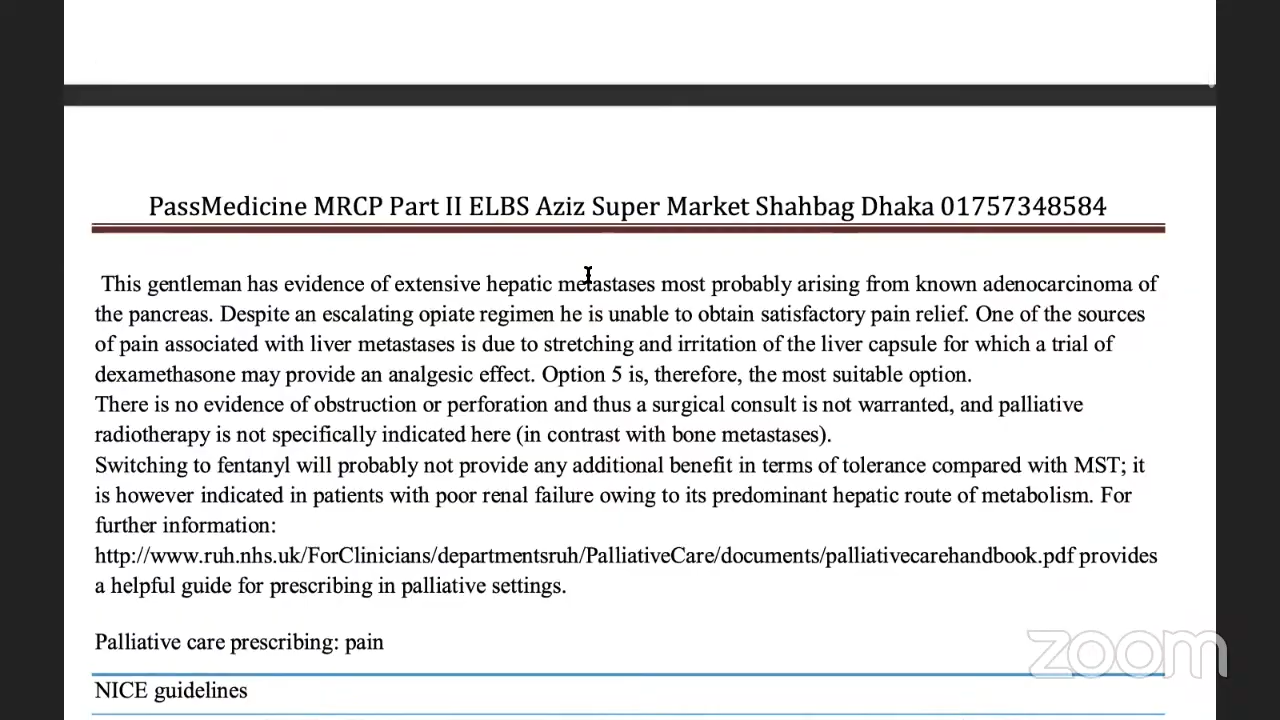 PassMedicine MRCP Part II ELBS Aziz Super Market Shahbag Dhaka 01757348584
This gentleman has evidence of extensive hepatic metastases most probably arising from known adenocarcinoma of
the pancreas. Despite an escalating opiate regimen he is unable to obtain satisfactory pain relief. One of the sources
of pain associated with liver metastases is due to stretching and irritation of the liver capsule for which a trial of
dexamethasone may provide an analgesic effect. Option 5 is, therefore, the most suitable option.
There is no evidence of obstruction or perforation and thus a surgical consult is not warranted, and palliative
radiotherapy is not specifically indicated here (in contrast with bone metastases).
Switching to fentanyl will probably not provide any additional benefit in terms of tolerance compared with MST; it
is however indicated in patients with poor renal failure owing to its predominant hepatic route of metabolism. For
further information:
http://www.ruh.nhs.uk/ForClinicians/departmentsruh/PalliativeCare/documents/palliativecarehandbook.pdf provides
a helpful guide for prescribing in palliative settings.
Palliative care prescribing: pain
zoom
NICE guidelines